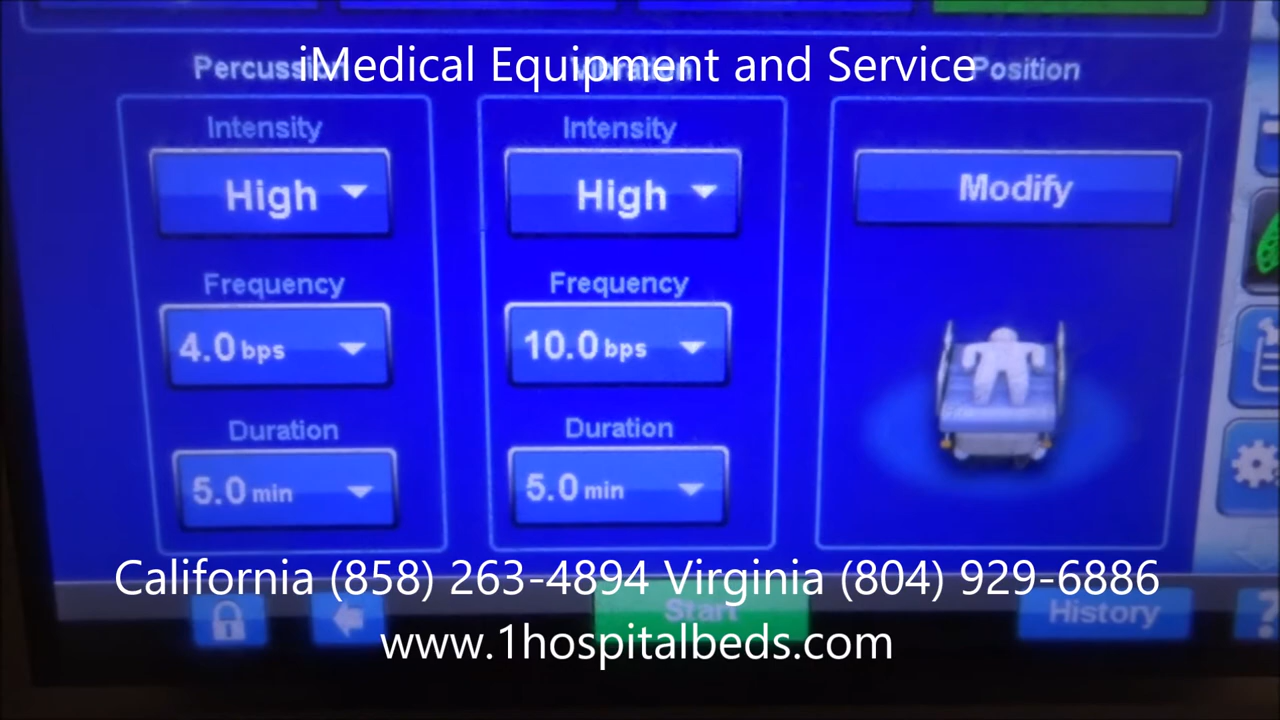 iMedical Equipment and Service
Percussion Vibration Position
Intensity Intensity
High High Modify
Frequency Frequency
4.0 bps 10.0 bps
Duration Duration
5.0 min 5.0 min
California (858) 263-4894 Virginia (804) 929-6886
Start History
?
www.1hospitalbeds.com